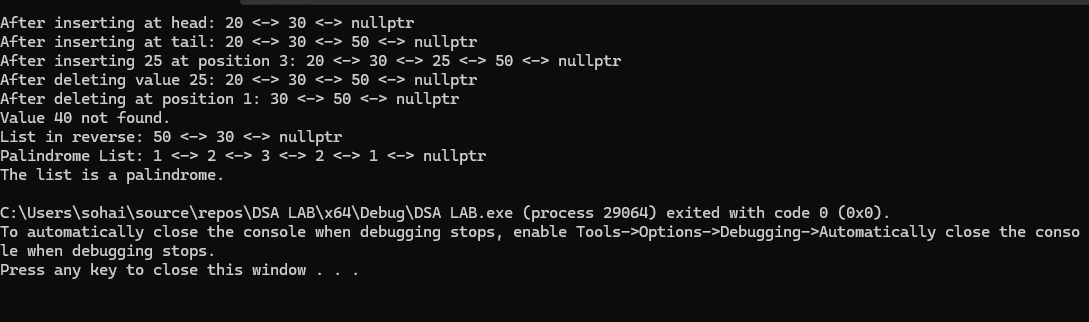 After inserting at head: 20 <-> 30 <-> nullptr
After inserting at tail: 20 <-> 30 <-> 50 <-> nullptr
After inserting 25 at position 3: 20 <-> 30 <-> 25 <-> 50 <-> nullptr
After deleting value 25: 20 <-> 30 <-> 50 <-> nullptr
After deleting at position 1: 30 <-> 50 <-> nullptr
Value 40 not found.
List in reverse: 50 <-> 30 <-> nullptr
Palindrome List: 1 <-> 2 <-> 3 <-> 2 <-> 1 <-> nullptr
The list is a palindrome.
C:\Users\sohai\source\repos\DSA LAB\x64\Debug\DSA LAB.exe (process 29064) exited with code 0 (0x0).
To automatically close the console when debugging stops, enable Tools->Options->Debugging->Automatically close the conso
le when debugging stops.
Press any key to close this window . . .